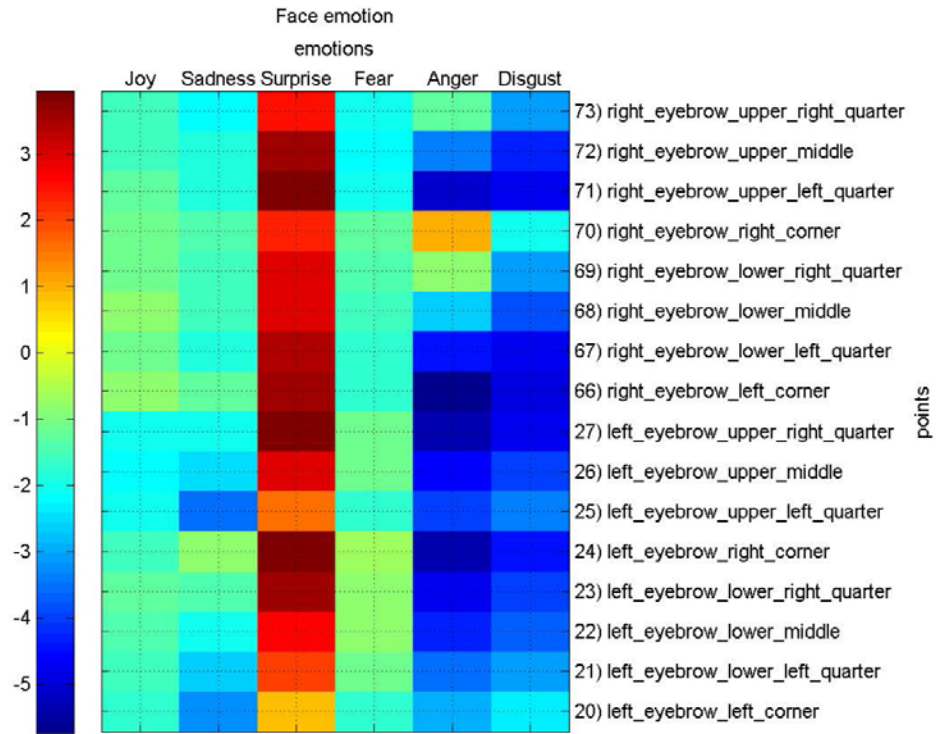 Face emotion
emotions
Joy Sadness Surprise Fear Anger Disgust
3
2
1
0
-1
-2
-3
-4
-5
73) right_eyebrow_upper_right_quarter
72) right_eyebrow_upper_middle
71) right_eyebrow_upper_left_quarter
70) right_eyebrow_right_corner
69) right_eyebrow_lower_right_quarter
68) right_eyebrow_lower_middle
67) right_eyebrow_lower_left_quarter
66) right_eyebrow_left_corner
27) left_eyebrow_upper_right_quarter
26) left_eyebrow_upper_middle
25) left_eyebrow_upper_left_quarter
24) left_eyebrow_right_corner
23) left_eyebrow_lower_right_quarter
22) left_eyebrow_lower_middle
21) left_eyebrow_lower_left_quarter
20) left_eyebrow_left_corner
points